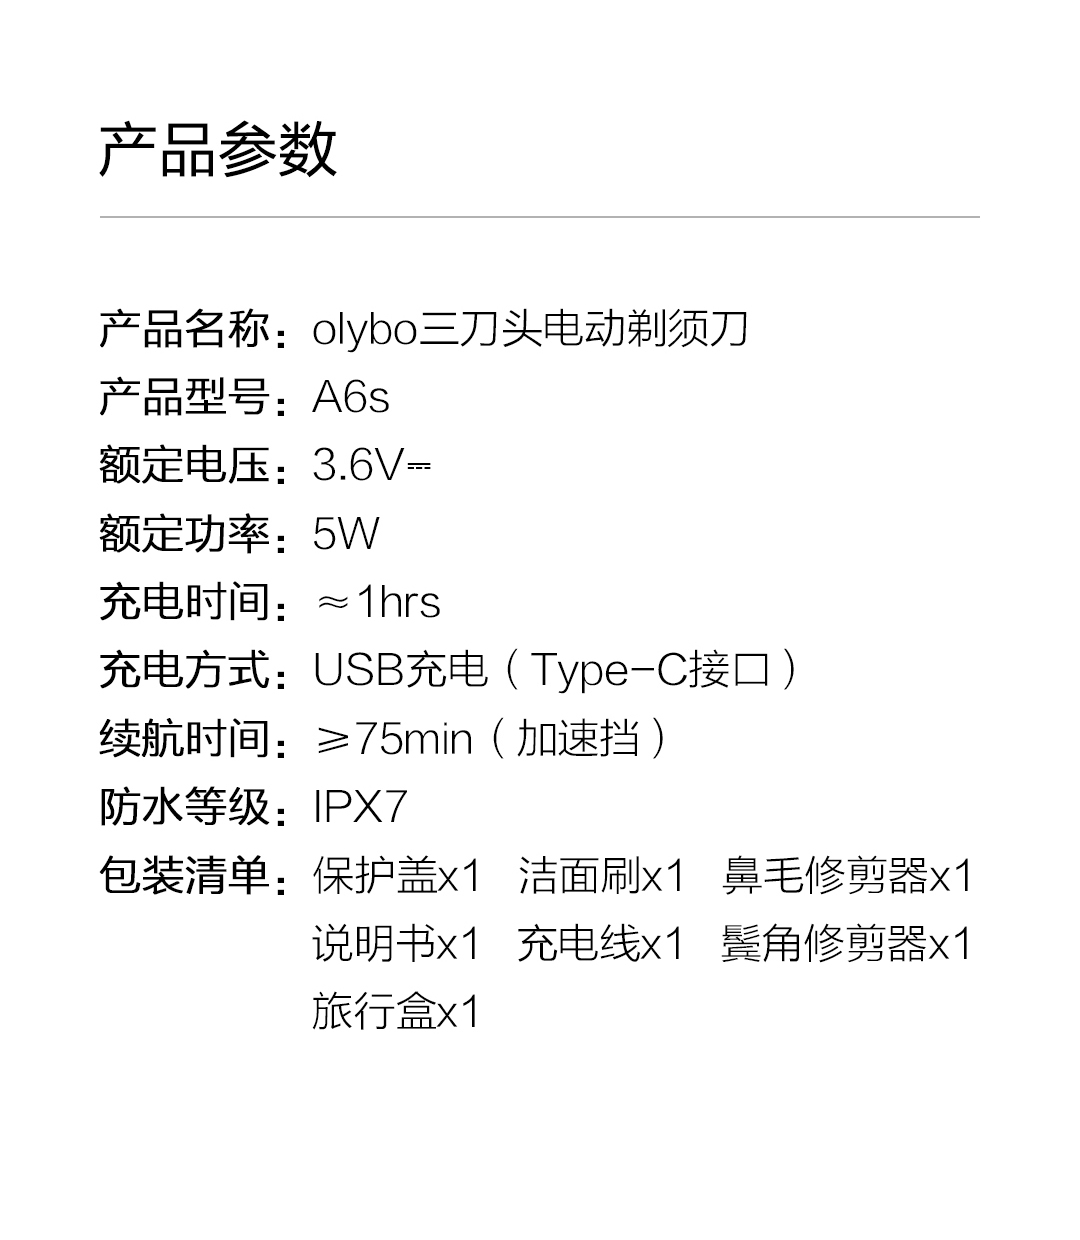 产品参数
产品名称：olybo三刀头电动剃须刀
产品型号：A6s
额定电压：3.6V⎓
额定功率：5W
充电时间：≈1hrs
充电方式：USB充电（Type-C接口）
续航时间：≥75min（加速挡）
防水等级：IPX7
包装清单：保护盖x1 洁面刷x1 鼻毛修剪器x1
说明书x1 充电线x1 鬓角修剪器x1
旅行盒x1